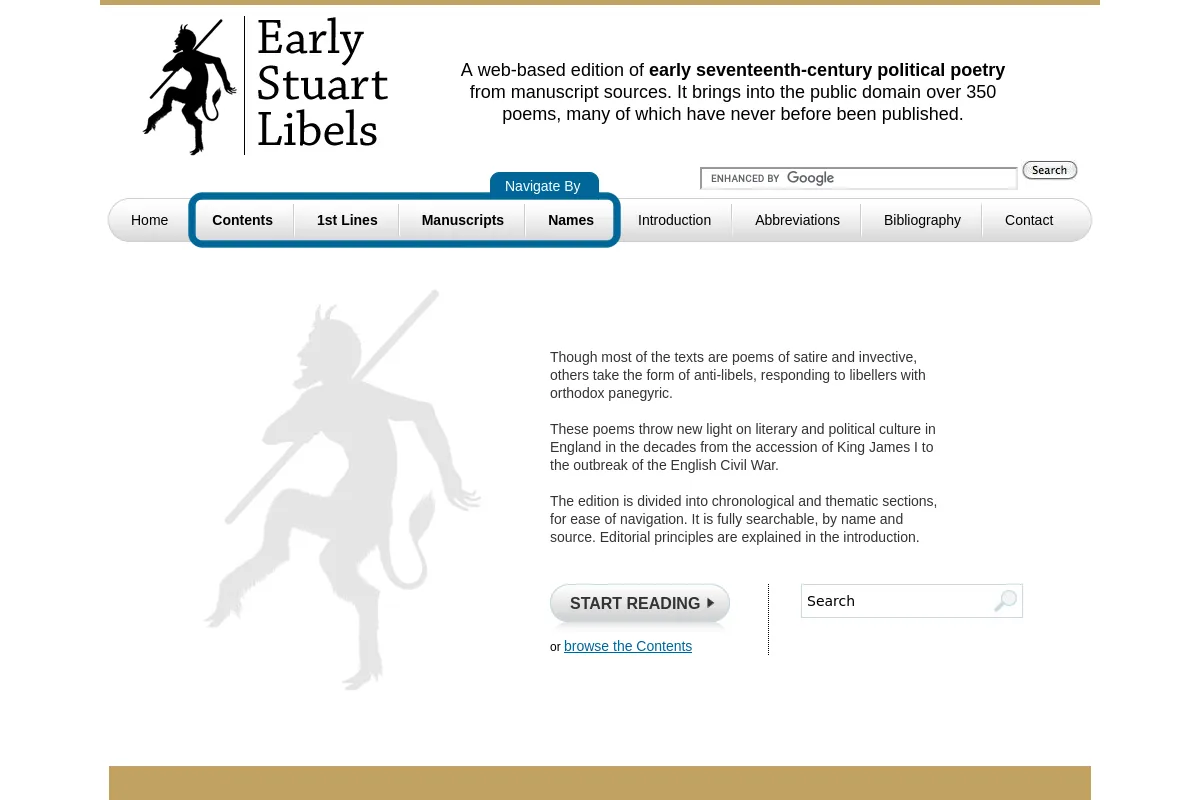 Early
Stuart
Libels
A web-based edition of early seventeenth-century political poetry
from manuscript sources. It brings into the public domain over 350
poems, many of which have never before been published.
ENHANCED BY Google
Search
Navigate By
Home
Contents
1st Lines
Manuscripts
Names
Introduction
Abbreviations
Bibliography
Contact
Though most of the texts are poems of satire and invective,
others take the form of anti-libels, responding to libellers with
orthodox panegyric.
These poems throw new light on literary and political culture in
England in the decades from the accession of King James I to
the outbreak of the English Civil War.
The edition is divided into chronological and thematic sections,
for ease of navigation. It is fully searchable, by name and
source. Editorial principles are explained in the introduction.
START READING
or browse the Contents
Search